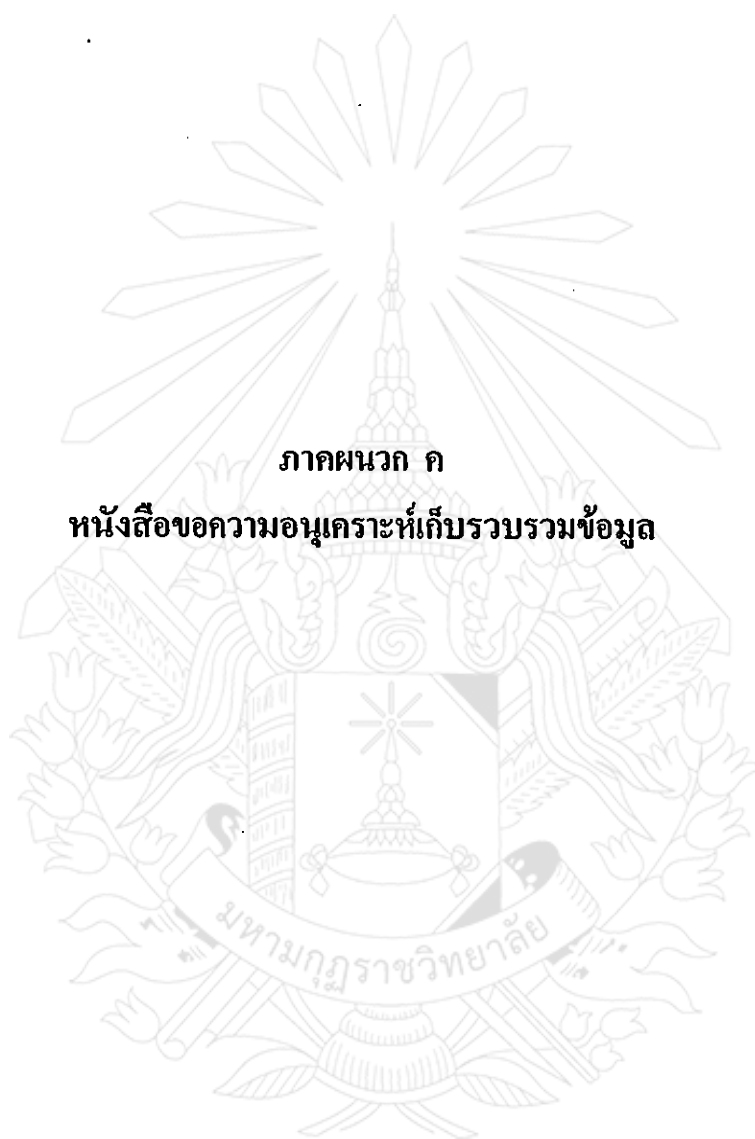 ภาคผนวก ค
หนังสือขอความอนุเคราะห์เก็บรวบรวมข้อมูล
มหามกุฏราชวิทยาลัย